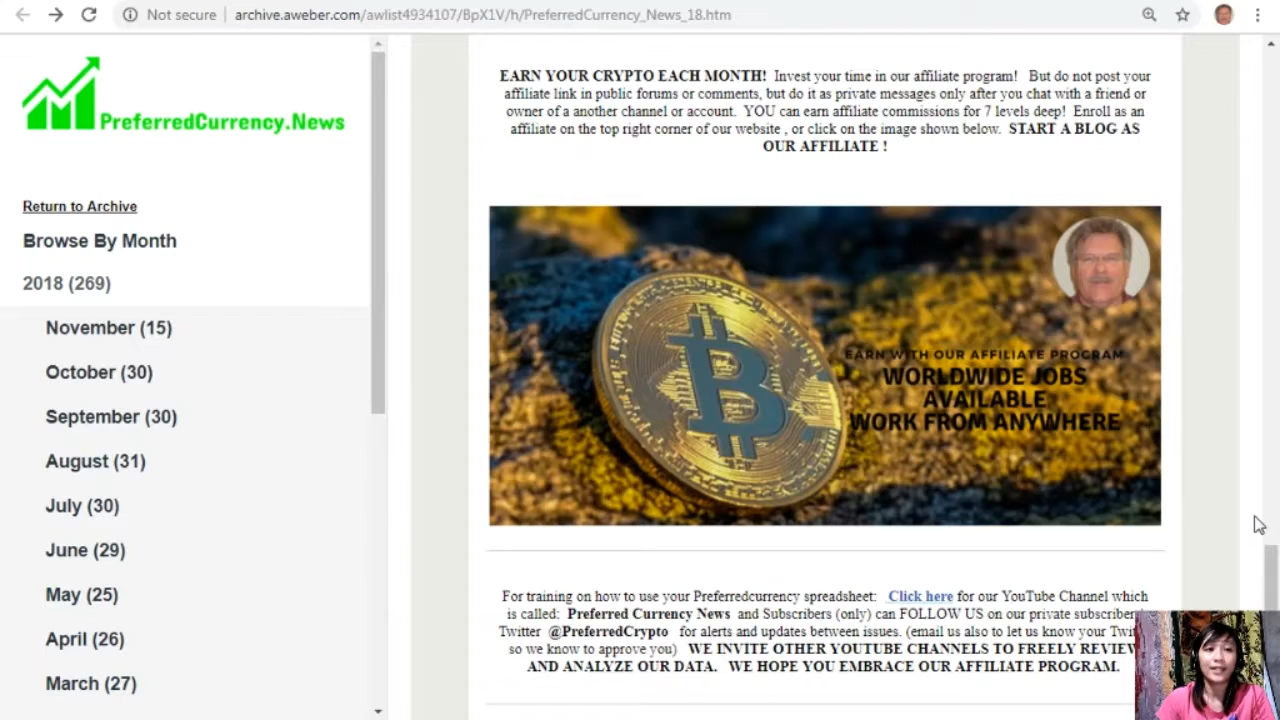 Not secure
archive.aweber.com/awlist4934107/BpX1V/h/PreferredCurrency_News_18.htm
PreferredCurrency.News
Return to Archive
Browse By Month
2018 (269)
November (15)
October (30)
September (30)
August (31)
July (30)
June (29)
May (25)
April (26)
March (27)
EARN YOUR CRYPTO EACH MONTH! Invest your time in our affiliate program! But do not post your
affiliate link in public forums or comments, but do it as private messages only after you chat with a friend or
owner of a another channel or account. YOU can earn affiliate commissions for 7 levels deep! Enroll as an
affiliate on the top right corner of our website , or click on the image shown below. START A BLOG AS
OUR AFFILIATE !
EARN WITH OUR AFFILIATE PROGRAM
WORLDWIDE JOBS
AVAILABLE
WORK FROM ANYWHERE
For training on how to use your Preferredcurrency spreadsheet: Click here for our YouTube Channel which
is called: Preferred Currency News and Subscribers (only) can FOLLOW US on our private subscriber
Twitter @PreferredCrypto for alerts and updates between issues. (email us also to let us know your
so we know to approve you) WE INVITE OTHER YOUTUBE CHANNELS TO FREELY REVIEW
AND ANALYZE OUR DATA. WE HOPE YOU EMBRACE OUR AFFILIATE PROGRAM.